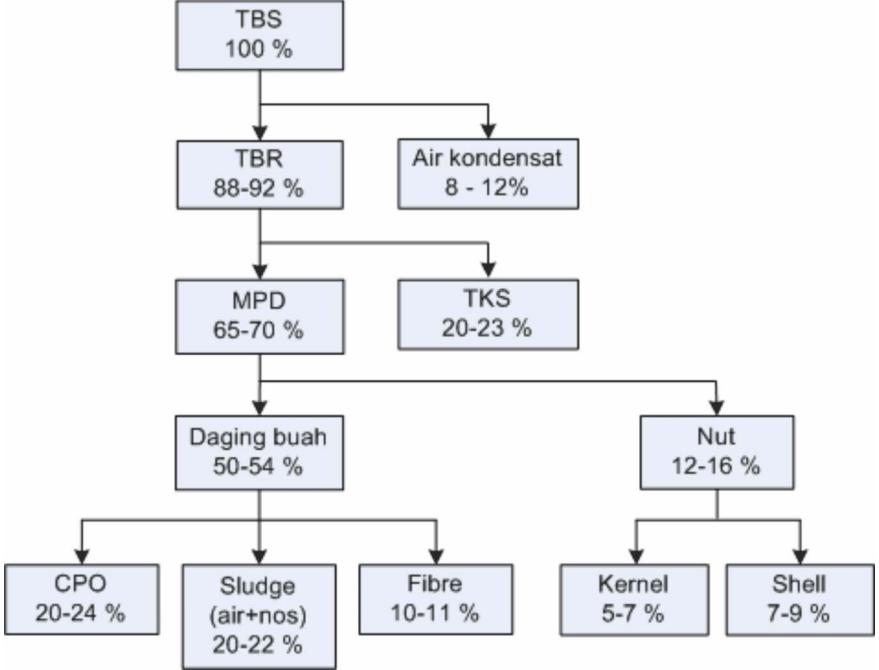 TBS
100 %
TBR
88-92 %
Air kondensat
8 - 12%
MPD
65-70 %
TKS
20-23 %
Daging buah
50-54 %
Nut
12-16 %
CPO
20-24 %
Sludge
(air+nos)
20-22 %
Fibre
10-11 %
Kernel
5-7 %
Shell
7-9 %